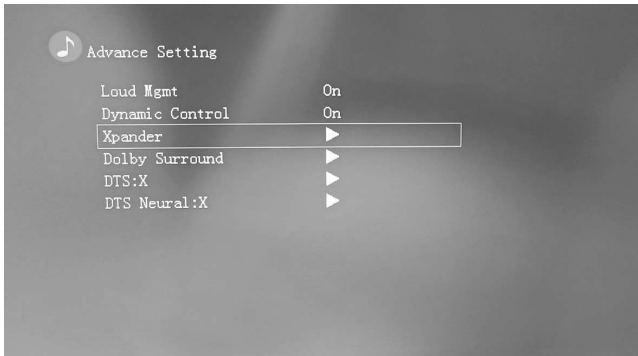 Advance Setting
Loud Mgmt On
Dynamic Control On
Xpander
Dolby Surround
DTS:X
DTS Neural:X